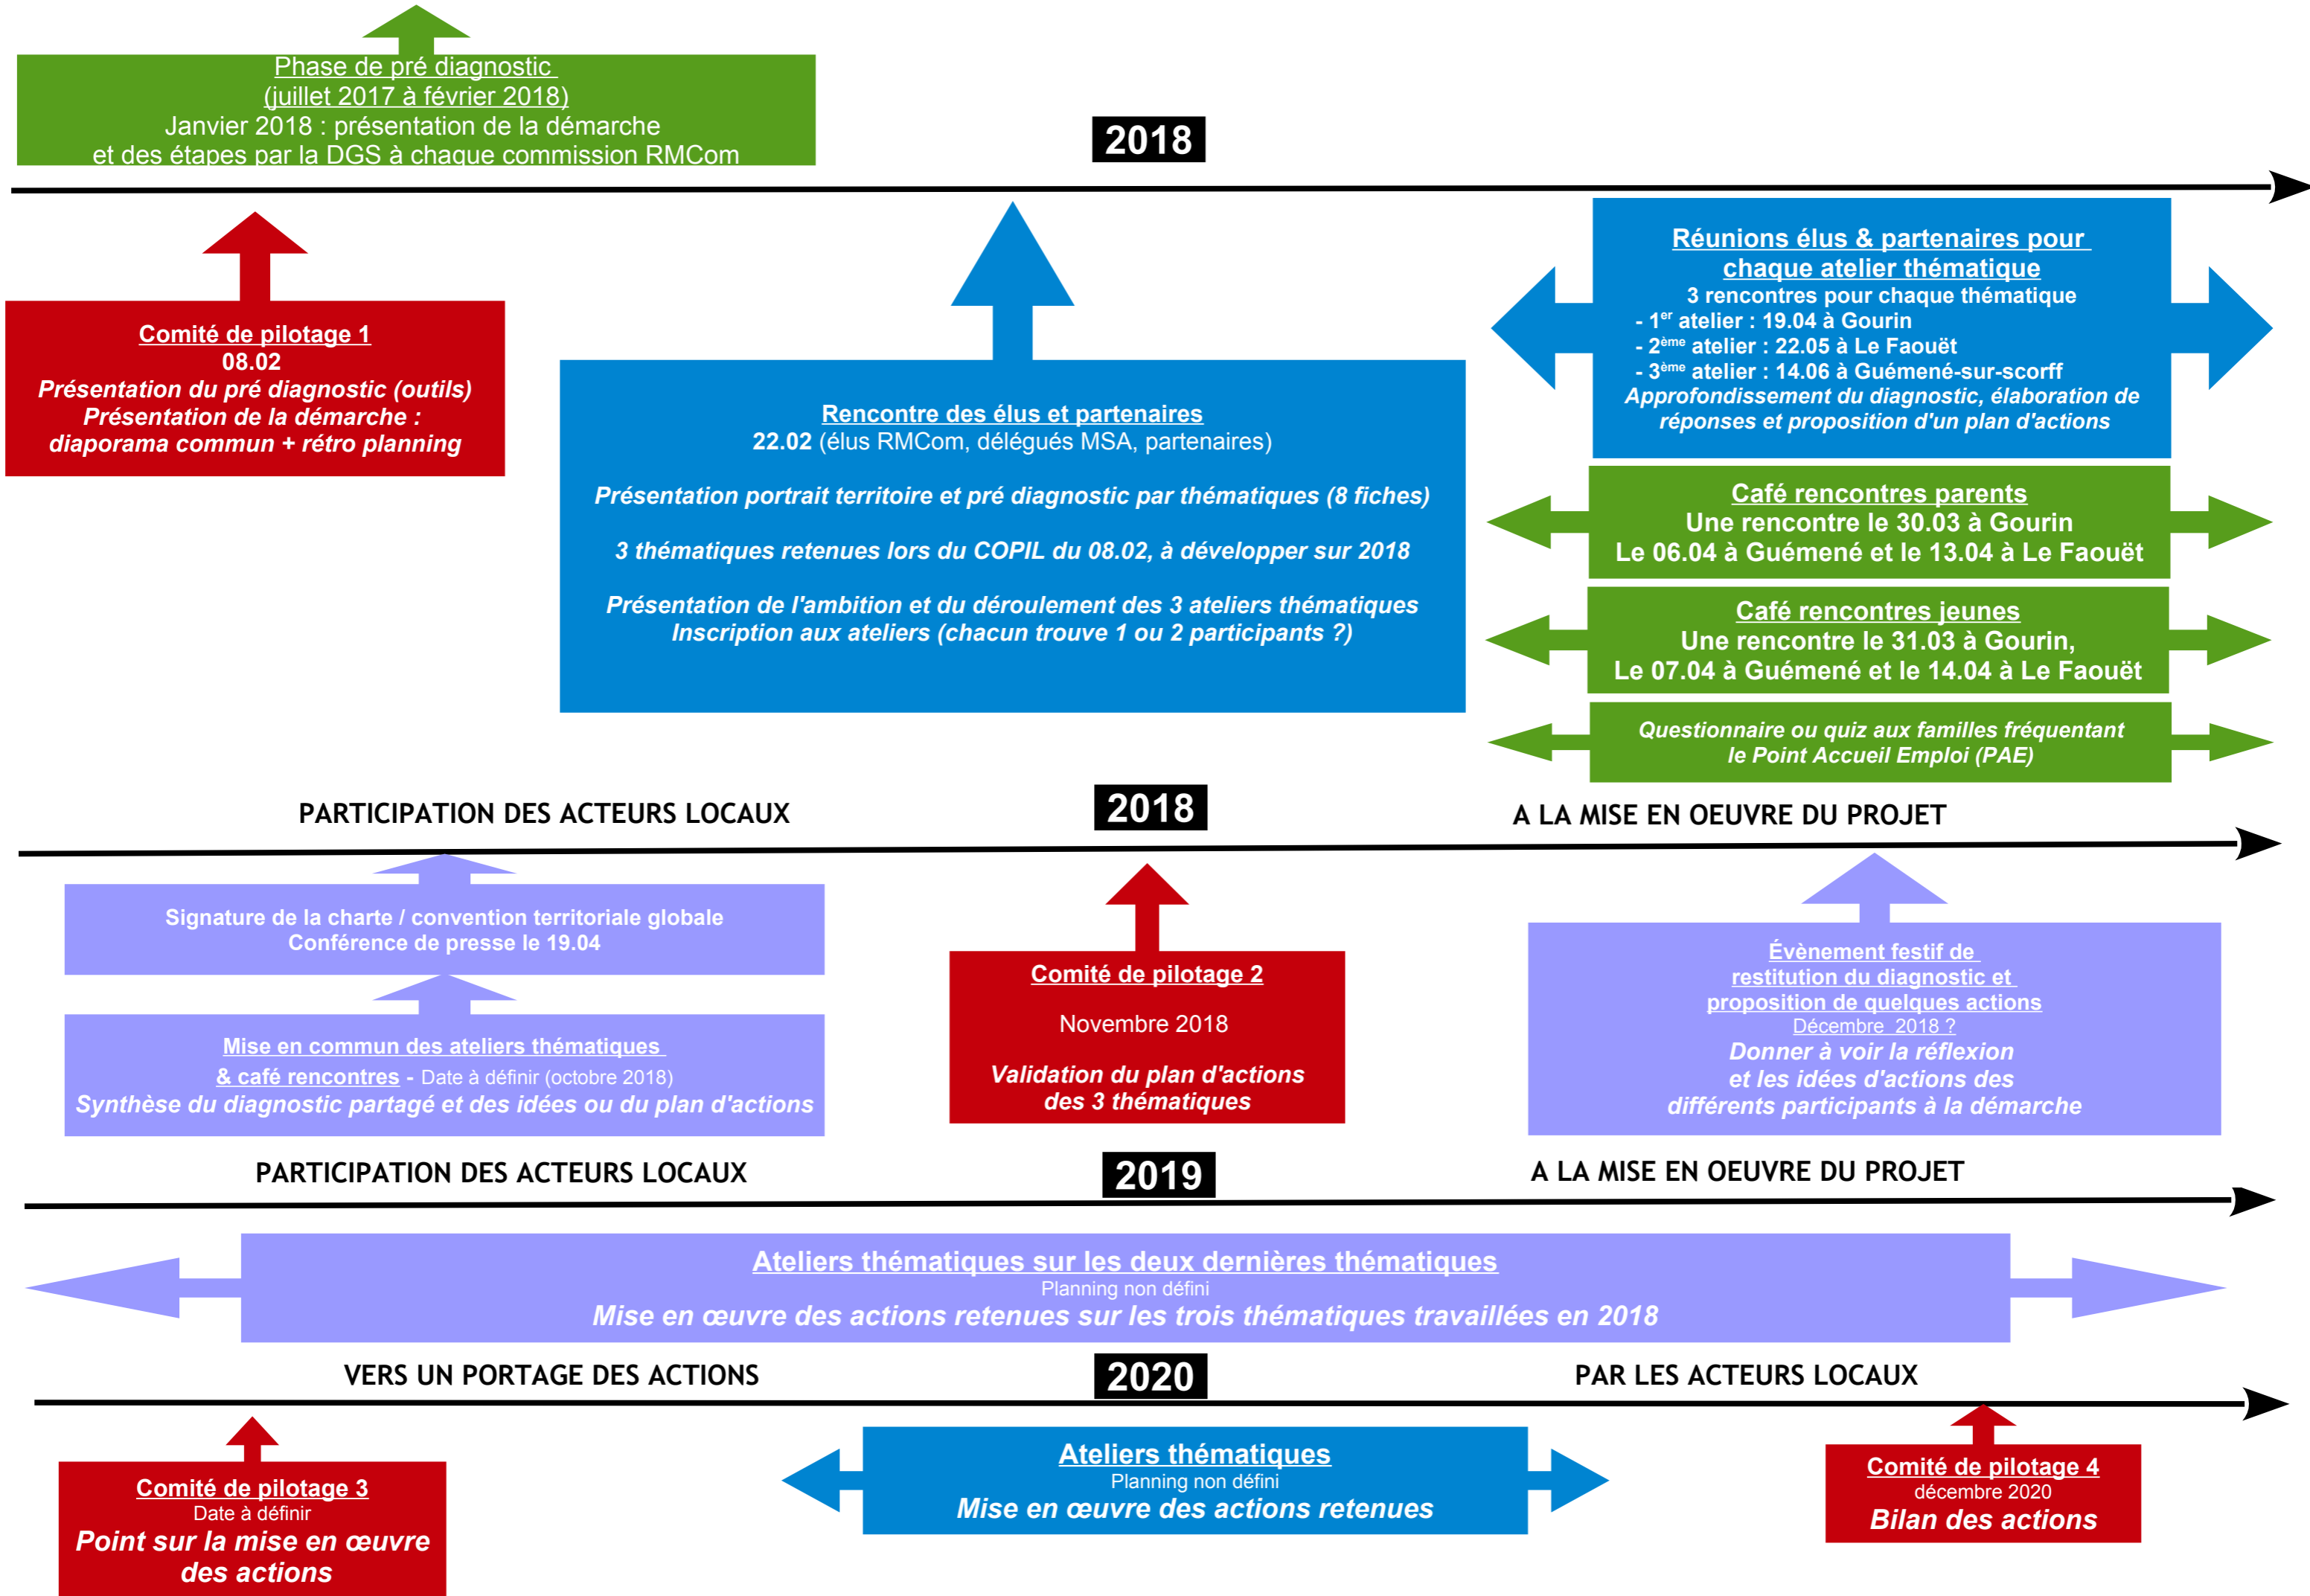 Phase de pré diagnostic
(juillet 2017 à février 2018)
Janvier 2018 : présentation de la démarche
et des étapes par la DGS à chaque commission RMCom
2018
Comité de pilotage 1
08.02
Présentation du pré diagnostic (outils)
Présentation de la démarche :
diaporama commun + rétro planning
Rencontre des élus et partenaires
22.02 (élus RMCom, délégués MSA, partenaires)
Présentation portrait territoire et pré diagnostic par thématiques (8 fiches)
3 thématiques retenues lors du COPIL du 08.02, à développer sur 2018
Présentation de l'ambition et du déroulement des 3 ateliers thématiques
Inscription aux ateliers (chacun trouve 1 ou 2 participants ?)
Réunions élus & partenaires pour
chaque atelier thématique
3 rencontres pour chaque thématique
- 1er atelier : 19.04 à Gourin
- 2ème atelier : 22.05 à Le Faouët
- 3ème atelier : 14.06 à Guémené-sur-scorff
Approfondissement du diagnostic, élaboration de
réponses et proposition d'un plan d'actions
Café rencontres parents
Une rencontre le 30.03 à Gourin
Le 06.04 à Guémené et le 13.04 à Le Faouët
Café rencontres jeunes
Une rencontre le 31.03 à Gourin,
Le 07.04 à Guémené et le 14.04 à Le Faouët
Questionnaire ou quiz aux familles fréquentant
le Point Accueil Emploi (PAE)
PARTICIPATION DES ACTEURS LOCAUX
2018
A LA MISE EN OEUVRE DU PROJET
Signature de la charte / convention territoriale globale
Conférence de presse le 19.04
Mise en commun des ateliers thématiques
& café rencontres - Date à définir (octobre 2018)
Synthèse du diagnostic partagé et des idées ou du plan d'actions
Comité de pilotage 2
Novembre 2018
Validation du plan d'actions
des 3 thématiques
Évènement festif de
restitution du diagnostic et
proposition de quelques actions
Décembre 2018 ?
Donner à voir la réflexion
et les idées d'actions des
différents participants à la démarche
PARTICIPATION DES ACTEURS LOCAUX
2019
A LA MISE EN OEUVRE DU PROJET
Ateliers thématiques sur les deux dernières thématiques
Planning non défini
Mise en œuvre des actions retenues sur les trois thématiques travaillées en 2018
VERS UN PORTAGE DES ACTIONS
2020
PAR LES ACTEURS LOCAUX
Comité de pilotage 3
Date à définir
Point sur la mise en œuvre
des actions
Ateliers thématiques
Planning non défini
Mise en œuvre des actions retenues
Comité de pilotage 4
décembre 2020
Bilan des actions